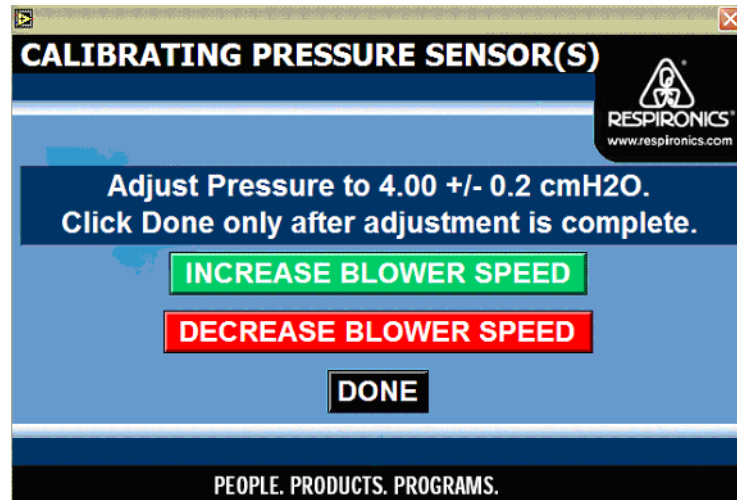 CALIBRATING PRESSURE SENSOR(S)
RESPIRONICS®
www.respironics.com
Adjust Pressure to 4.00 +/- 0.2 cmH2O.
Click Done only after adjustment is complete.
INCREASE BLOWER SPEED
DECREASE BLOWER SPEED
DONE
PEOPLE. PRODUCTS. PROGRAMS.